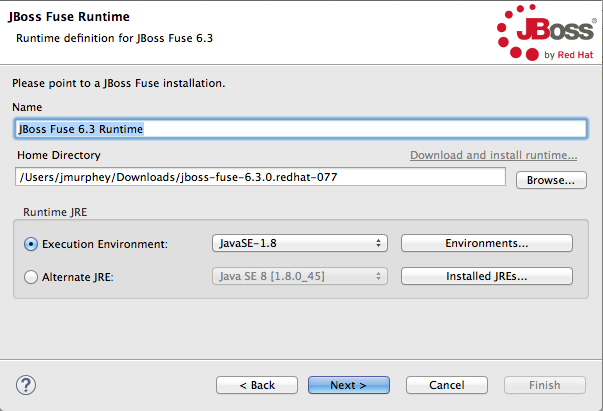 JBoss Fuse Runtime
Runtime definition for JBoss Fuse 6.3
JBoss®
by Red Hat
Please point to a JBoss Fuse installation.
Name
JBoss Fuse 6.3 Runtime
Home Directory
Download and install runtime...
/Users/jmurphey/Downloads/jboss-fuse-6.3.0.redhat-077
Browse...
Runtime JRE
Execution Environment:
JavaSE-1.8
Environments...
Alternate JRE:
Java SE 8 [1.8.0_45]
Installed JREs...
?
< Back
Next >
Cancel
Finish